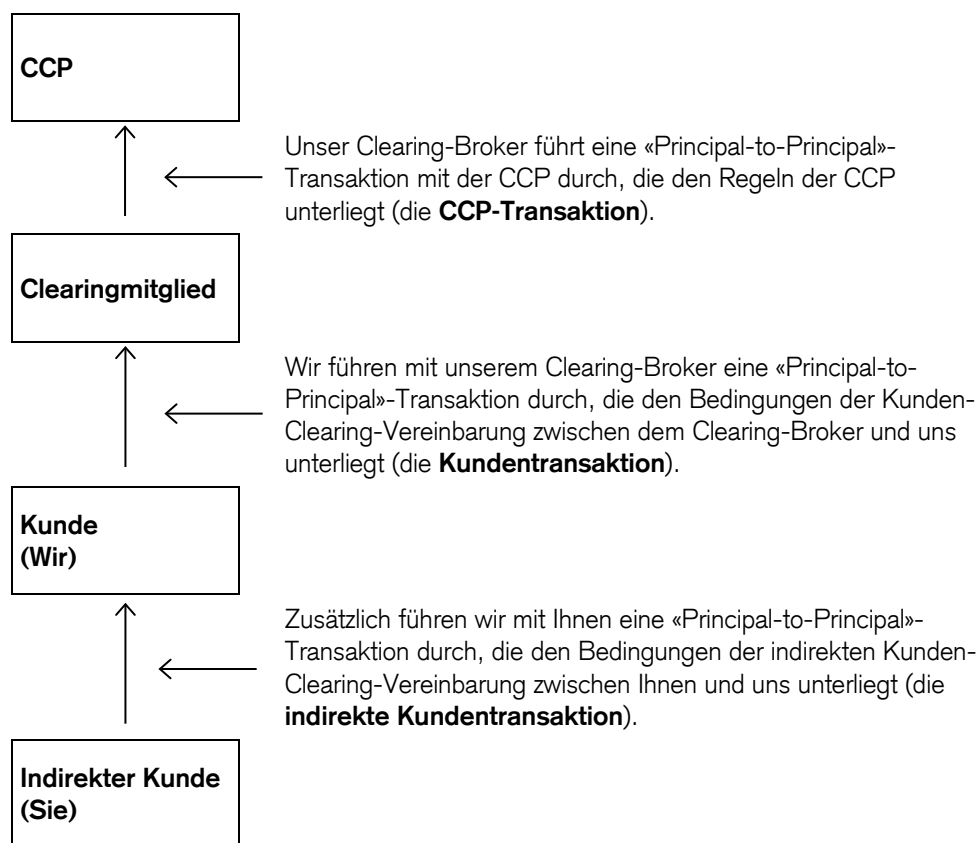 CCP
Unser Clearing-Broker führt eine «Principal-to-Principal»-
Transaktion mit der CCP durch, die den Regeln der CCP
unterliegt (die CCP-Transaktion).
Clearingmitglied
Wir führen mit unserem Clearing-Broker eine «Principal-to-
Principal»-Transaktion durch, die den Bedingungen der Kunden-
Clearing-Vereinbarung zwischen dem Clearing-Broker und uns
unterliegt (die Kundentransaktion).
Kunde
(Wir)
Zusätzlich führen wir mit Ihnen eine «Principal-to-Principal»-
Transaktion durch, die den Bedingungen der indirekten Kunden-
Clearing-Vereinbarung zwischen Ihnen und uns unterliegt (die
indirekte Kundentransaktion).
Indirekter Kunde
(Sie)